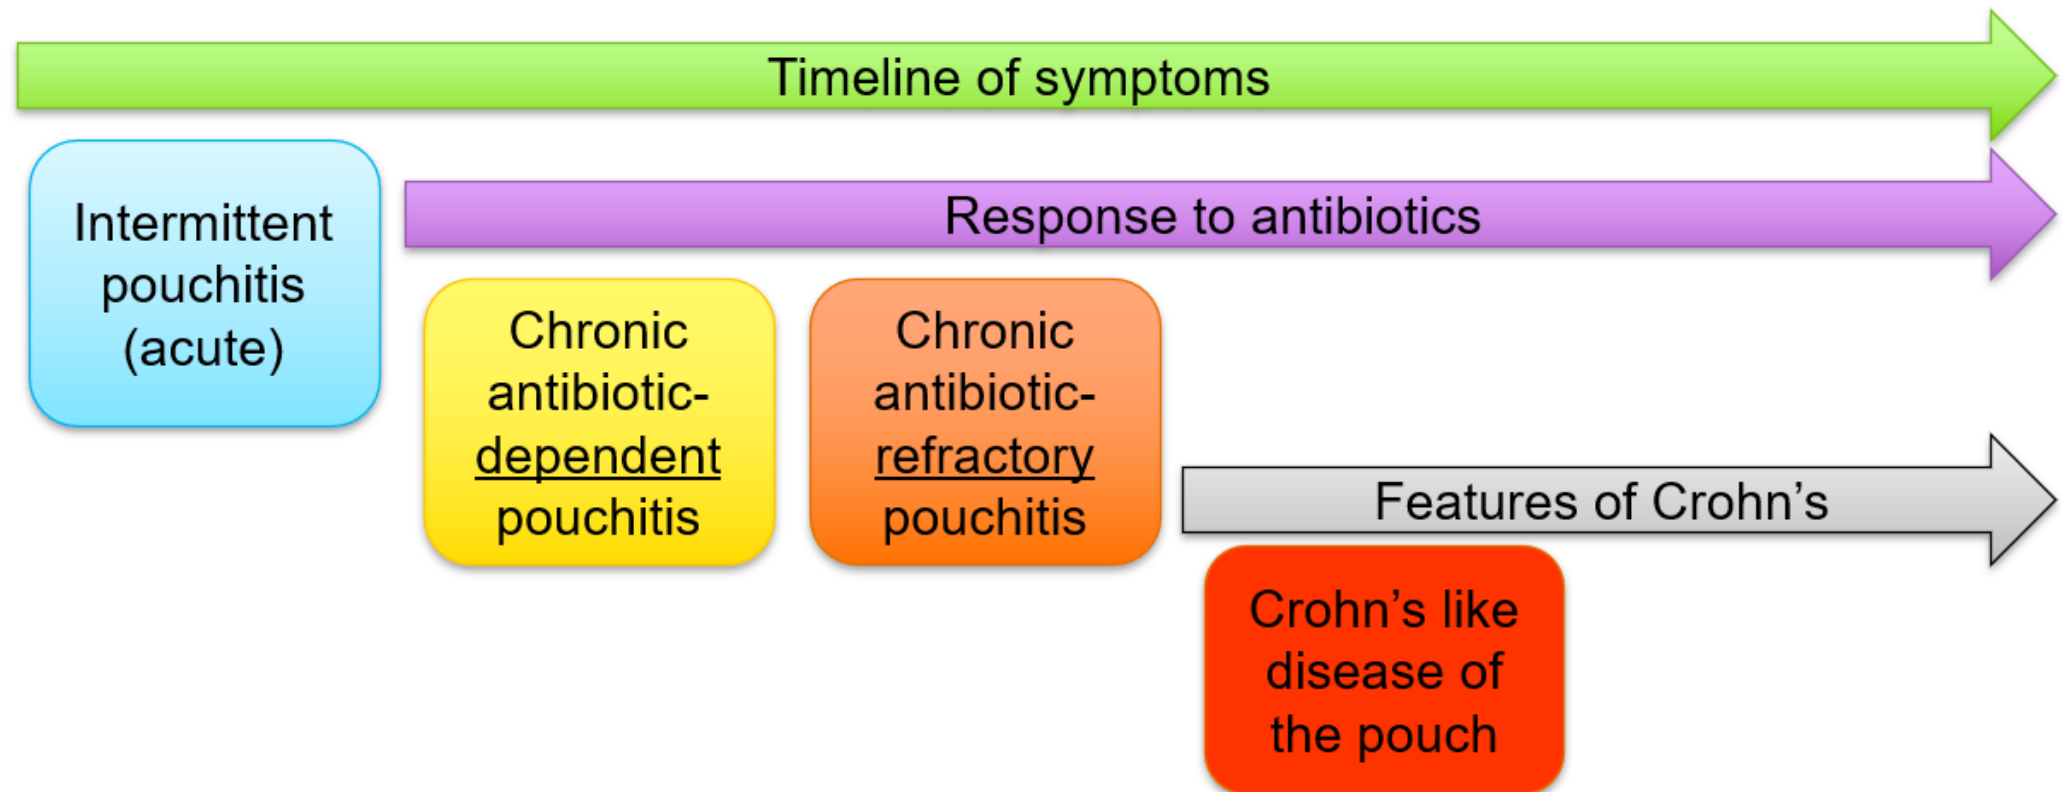 Timeline of symptoms
Intermittent
pouchitis
(acute)
Response to antibiotics
Chronic
antibiotic-
dependent
pouchitis
Chronic
antibiotic-
refractory
pouchitis
Features of Crohn’s
Crohn’s like
disease of
the pouch